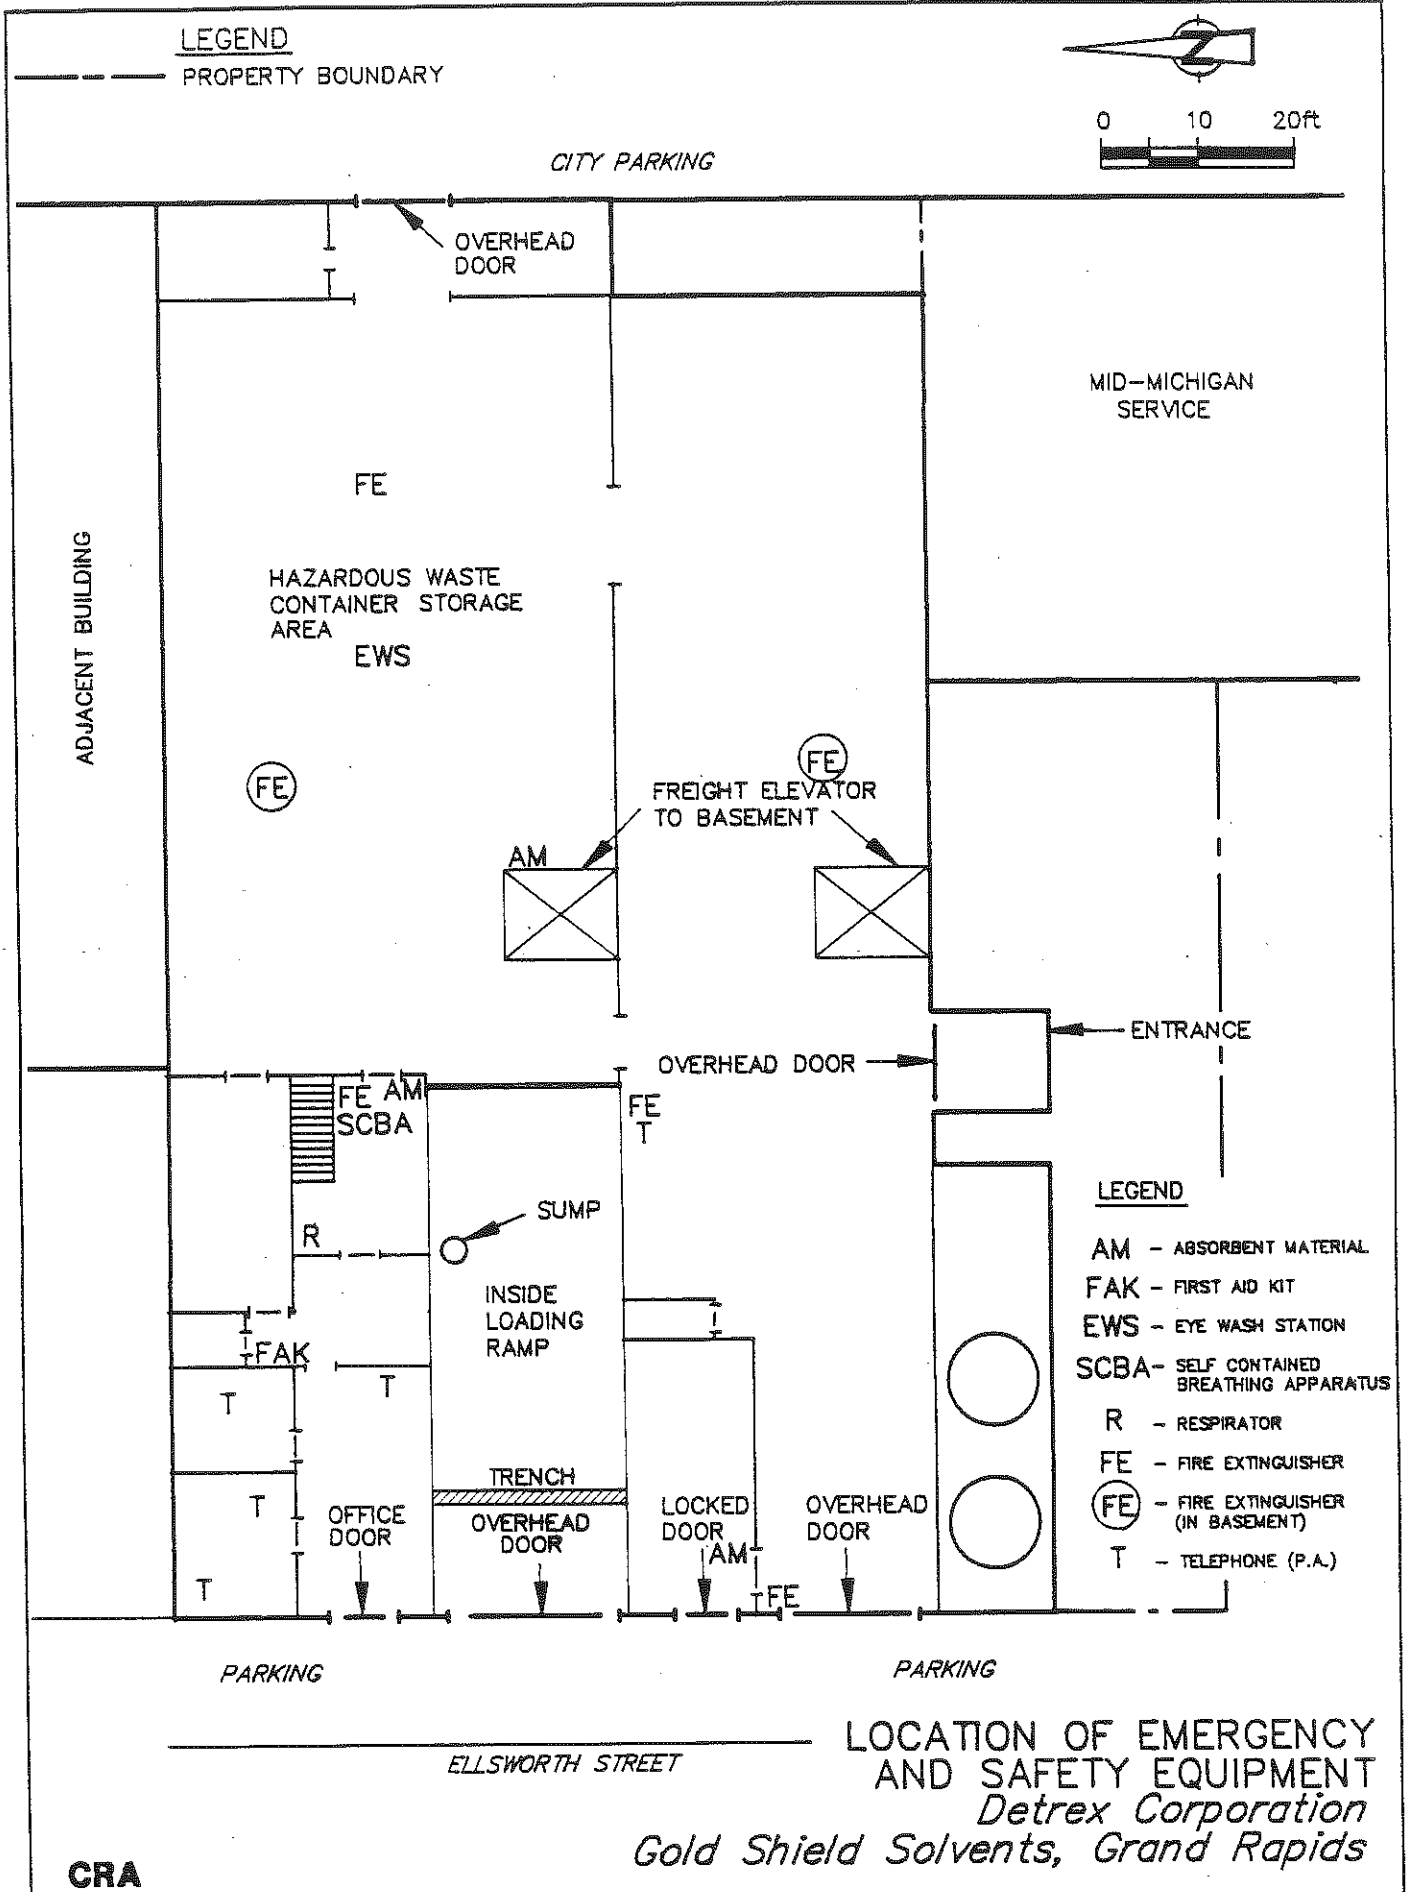 LEGEND
PROPERTY BOUNDARY
N
0 10 20ft
CITY PARKING
OVERHEAD
DOOR
MID-MICHIGAN
SERVICE
FE
ADJACENT BUILDING
HAZARDOUS WASTE
CONTAINER STORAGE
AREA
EWS
FE
FE
FREIGHT ELEVATOR
TO BASEMENT
AM
ENTRANCE
OVERHEAD DOOR
FE AM
SCBA
FE
T
SUMP
R
INSIDE
LOADING
RAMP
FAK
T
T
T
T
TRENCH
OFFICE
DOOR
OVERHEAD
DOOR
LOCKED
DOOR
AM
FE
OVERHEAD
DOOR
LEGEND
AM - ABSORBENT MATERIAL
FAK - FIRST AID KIT
EWS - EYE WASH STATION
SCBA - SELF CONTAINED
BREATHING APPARATUS
R - RESPIRATOR
FE - FIRE EXTINGUISHER
FE - FIRE EXTINGUISHER
(IN BASEMENT)
T - TELEPHONE (P.A.)
PARKING
PARKING
ELLSWORTH STREET
LOCATION OF EMERGENCY
AND SAFETY EQUIPMENT
Detrex Corporation
Gold Shield Solvents, Grand Rapids
CRA